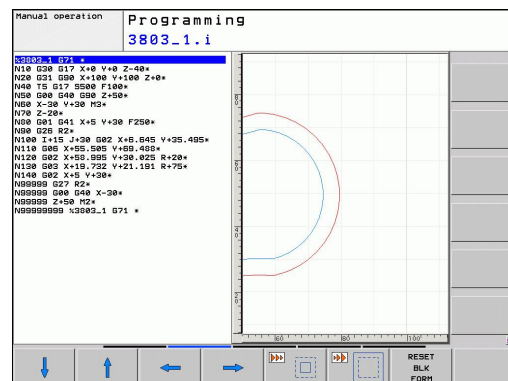 Manual operation
Programming
3803_1.i
%3803_1 G71 *
N10 G30 G17 X+0 Y+0 Z-40*
N20 G31 G90 X+100 Y+100 Z+0*
N40 T5 G17 S500 F100*
N50 G00 G40 G90 Z+50*
N60 X-30 Y+30 M3*
N70 Z-20*
N80 G01 G41 X+5 Y+30 F250*
N90 G26 R2*
N100 I+15 J+30 G02 X+6.645 Y+35.495*
N110 G06 X+55.505 Y+69.488*
N120 G02 X+58.995 Y+30.025 R+20*
N130 G03 X+19.732 Y+21.191 R+75*
N140 G02 X+5 Y+30*
N99999 G27 R2*
N99999 G00 G40 X-30*
N99999 Z+50 M2*
N99999999 %3803_1 G71 *
60
80
100
RESET
BLK
FORM